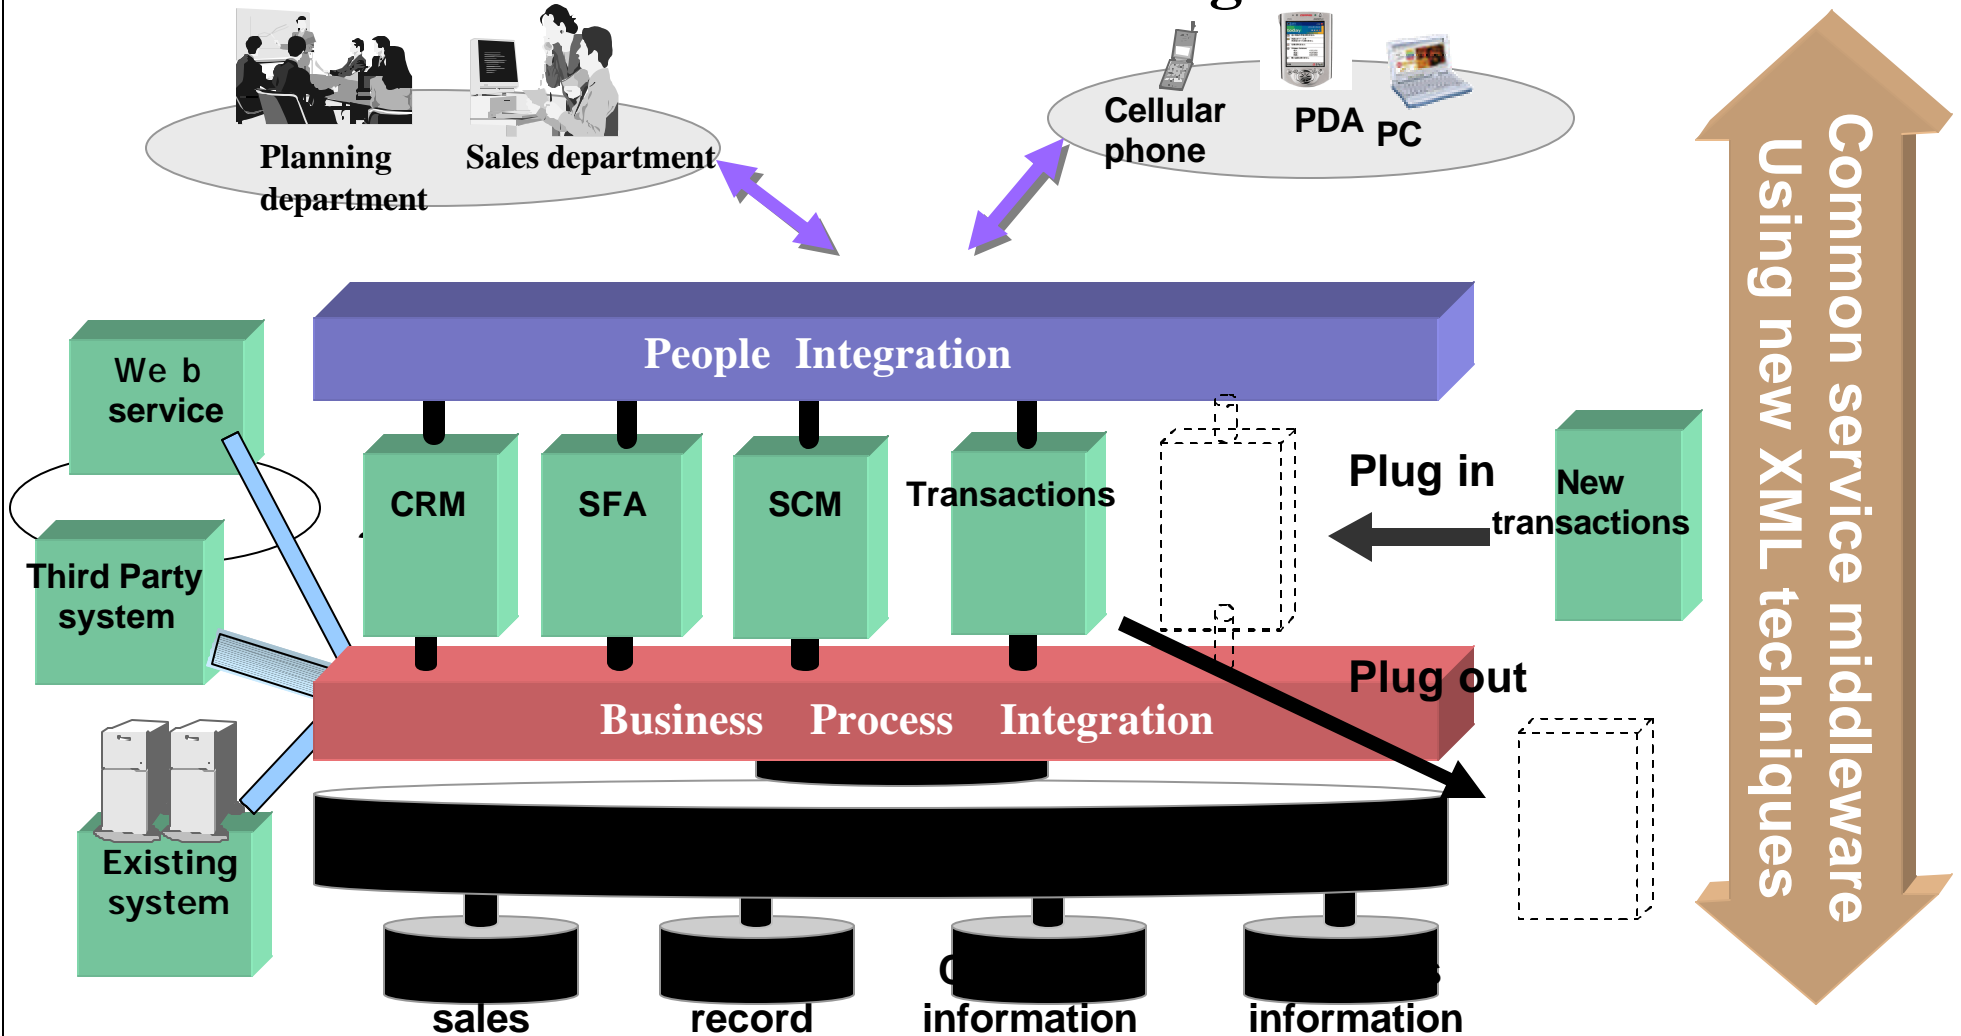 Planning
department
Sales department
Cellular
phone
PDA
PC
Common service middleware
Using new XML techniques
People Integration
We b
service
Third Party
system
Existing
system
CRM
SFA
SCM
Transactions
Plug in
New
transactions
Plug out
Business Process Integration
sales
record
information
information